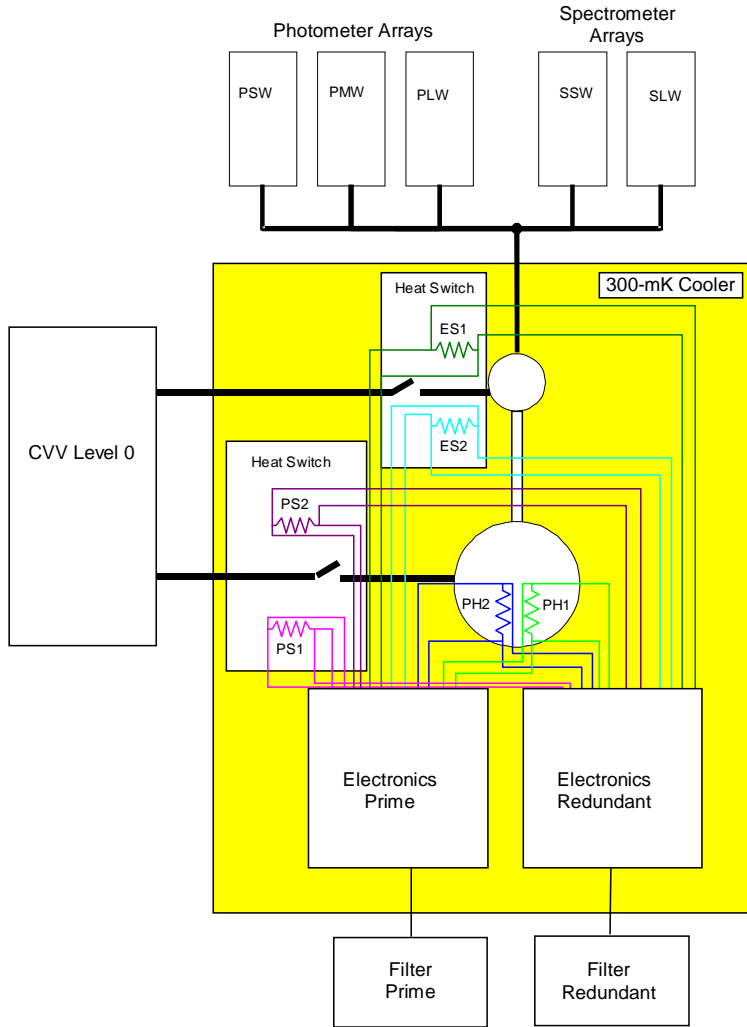 Photometer Arrays
Spectrometer
Arrays
PSW
PMW
PLW
SSW
SLW
Heat Switch
300-mK Cooler
ES1
CVV Level 0
ES2
Heat Switch
PS2
PH2
PH1
PS1
Electronics
Prime
Electronics
Redundant
Filter
Prime
Filter
Redundant